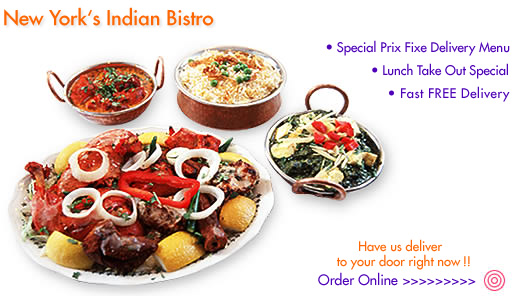 New York's Indian Bistro
• Special Prix Fixe Delivery Menu
• Lunch Take Out Special
• Fast FREE Delivery
Have us deliver
to your door right now !!
Order Online >>>>>>>>>